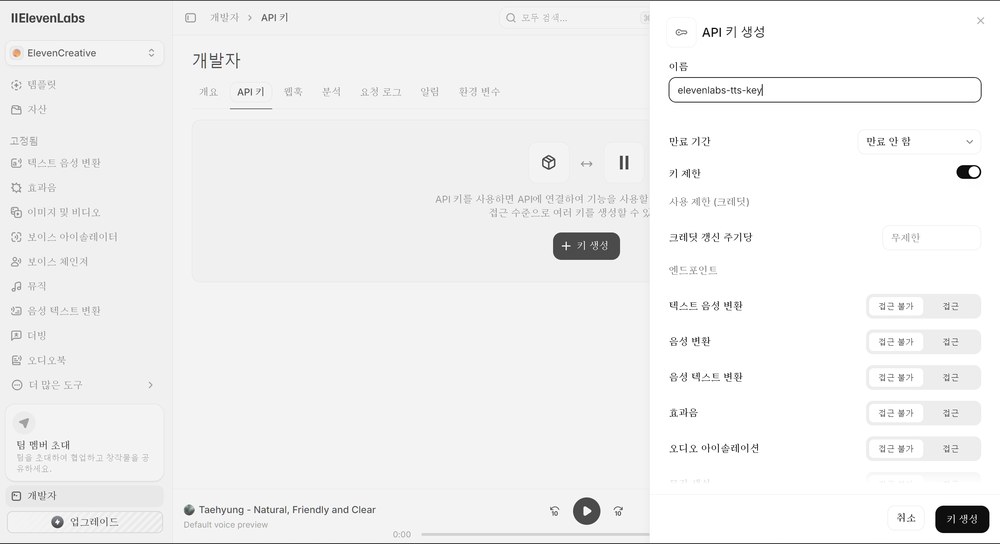 IIElevenLabs
ElevenCreative
템플릿
자산
고정됨
텍스트 음성 변환
효과음
이미지 및 비디오
보이스 아이솔레이터
보이스 체인저
뮤직
음성 텍스트 변환
더빙
오디오북
더 많은 도구
팀 멤버 초대
팀을 초대하여 협업하고 창작물을 공
유하세요.
개발자
업그레이드
개발자 > API 키
모두 검색...
⌘
개발자
개요 API 키 웹훅 분석 요청 로그 알림 환경 변수
API 키를 사용하면 API에 연결하여 기능을 사용할
접근 수준으로 여러 키를 생성할 수 있
+ 키 생성
Taehyung - Natural, Friendly and Clear
Default voice preview
10
10
0:00
API 키 생성
이름
elevenlabs-tts-key
만료 기간 만료 안 함
키 제한
사용 제한 (크레딧)
크레딧 갱신 주기당 무제한
엔드포인트
텍스트 음성 변환 접근 불가 접근
음성 변환 접근 불가 접근
음성 텍스트 변환 접근 불가 접근
효과음 접근 불가 접근
오디오 아이솔레이션 접근 불가 접근
뮤직 생성 접근 불가 접근
취소 키 생성